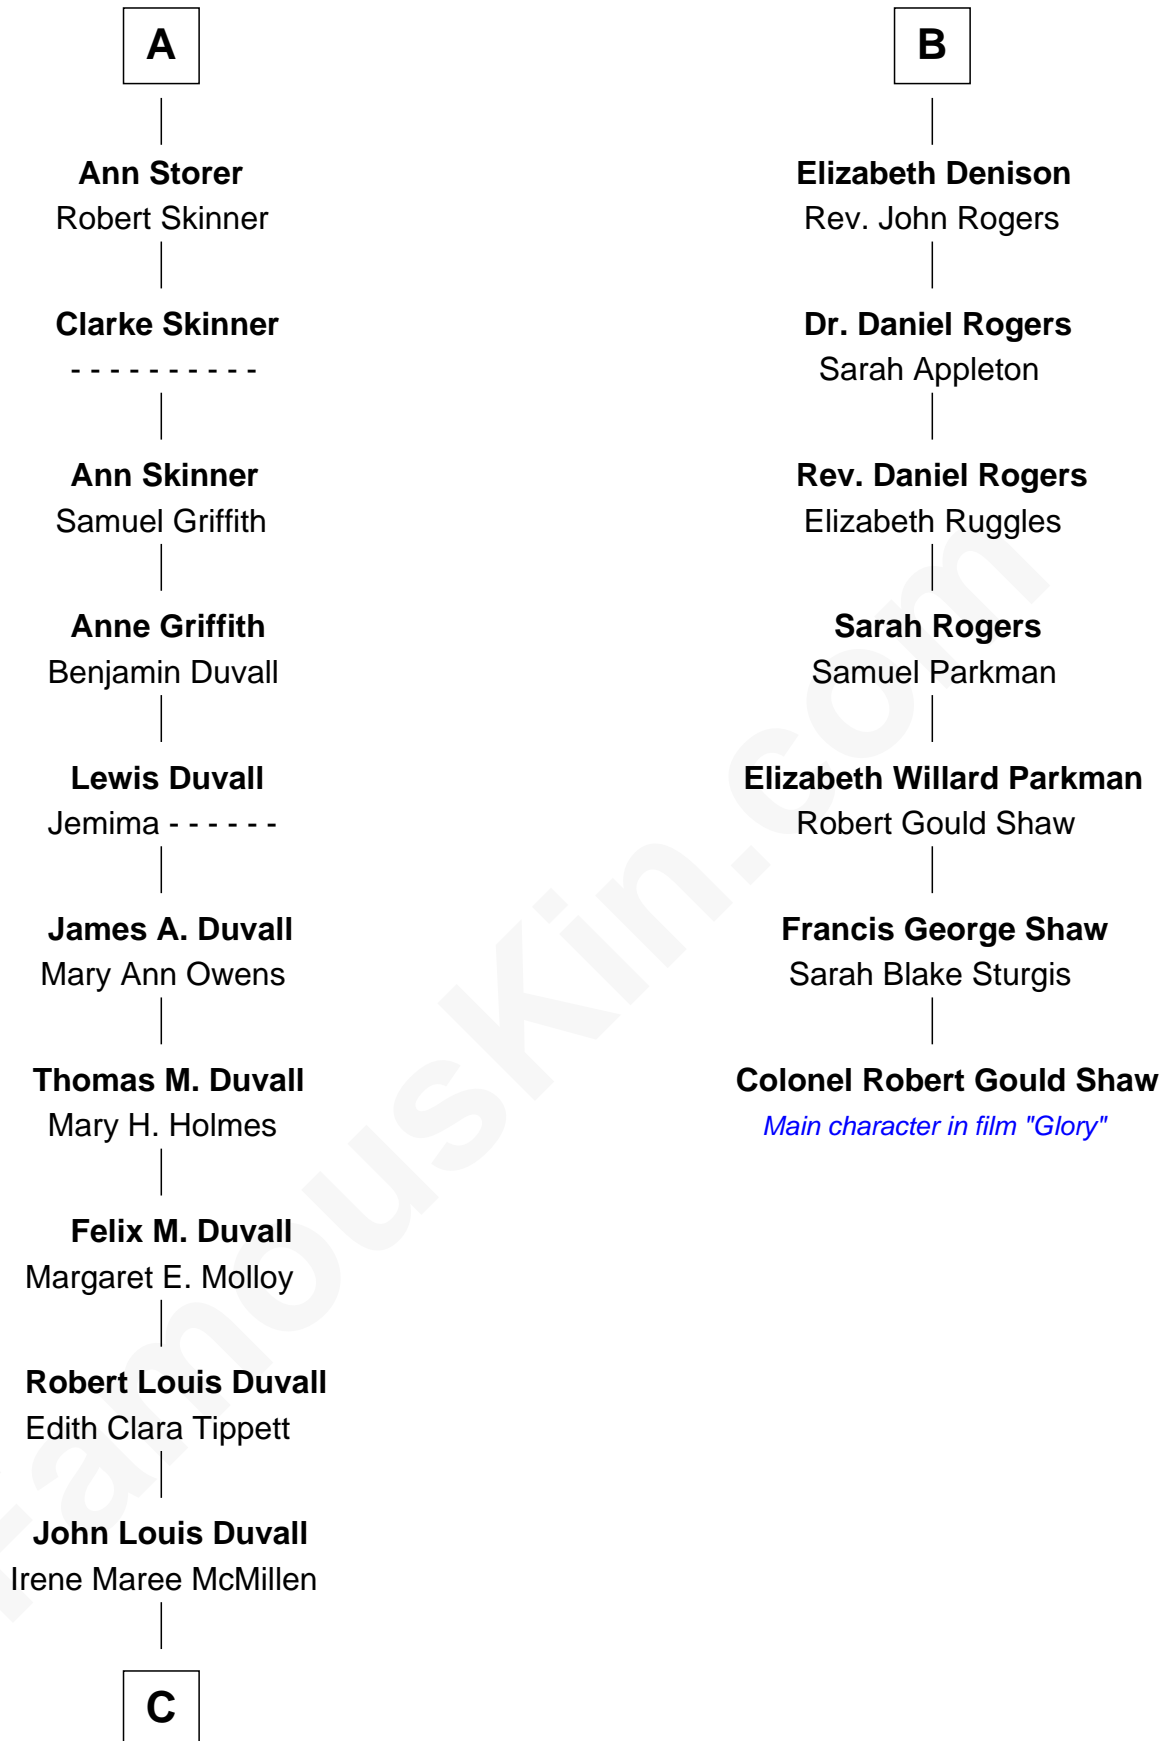 A
Ann Storer
Robert Skinner
Clarke Skinner
- - - - - - - - - -
Ann Skinner
Samuel Griffith
Anne Griffith
Benjamin Duvall
Lewis Duvall
Jemima - - - - - -
James A. Duvall
Mary Ann Owens
Thomas M. Duvall
Mary H. Holmes
Felix M. Duvall
Margaret E. Molloy
Robert Louis Duvall
Edith Clara Tippett
John Louis Duvall
Irene Maree McMillen
C
B
Elizabeth Denison
Rev. John Rogers
Dr. Daniel Rogers
Sarah Appleton
Rev. Daniel Rogers
Elizabeth Ruggles
Sarah Rogers
Samuel Parkman
Elizabeth Willard Parkman
Robert Gould Shaw
Francis George Shaw
Sarah Blake Sturgis
Colonel Robert Gould Shaw
Main character in film "Glory"
FamousKin.com